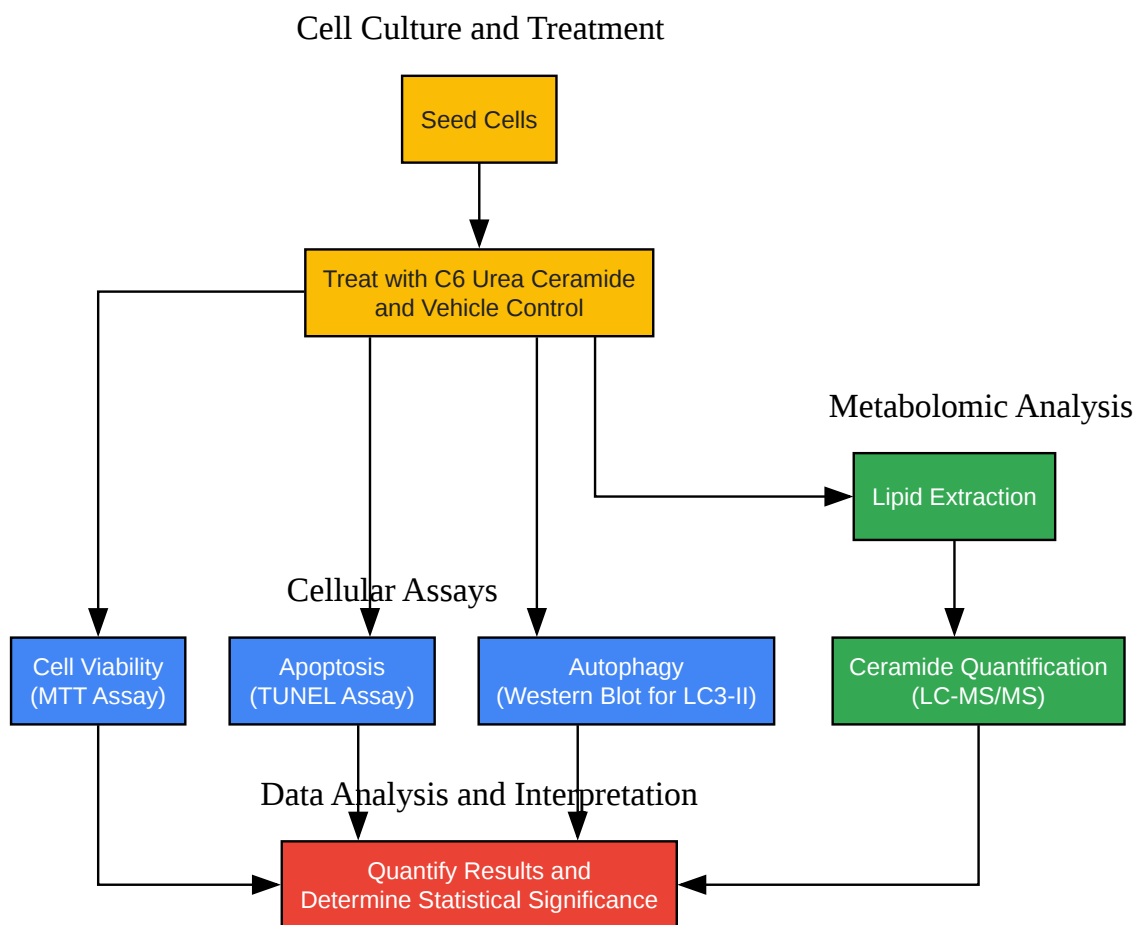 Cell Culture and Treatment
Seed Cells
Treat with C6 Urea Ceramide
and Vehicle Control
Metabolomic Analysis
Lipid Extraction
Cellular Assays
Cell Viability
(MTT Assay)
Apoptosis
(TUNEL Assay)
Autophagy
(Western Blot for LC3-II)
Ceramide Quantification
(LC-MS/MS)
Data Analysis and Interpretation
Quantify Results and
Determine Statistical Significance